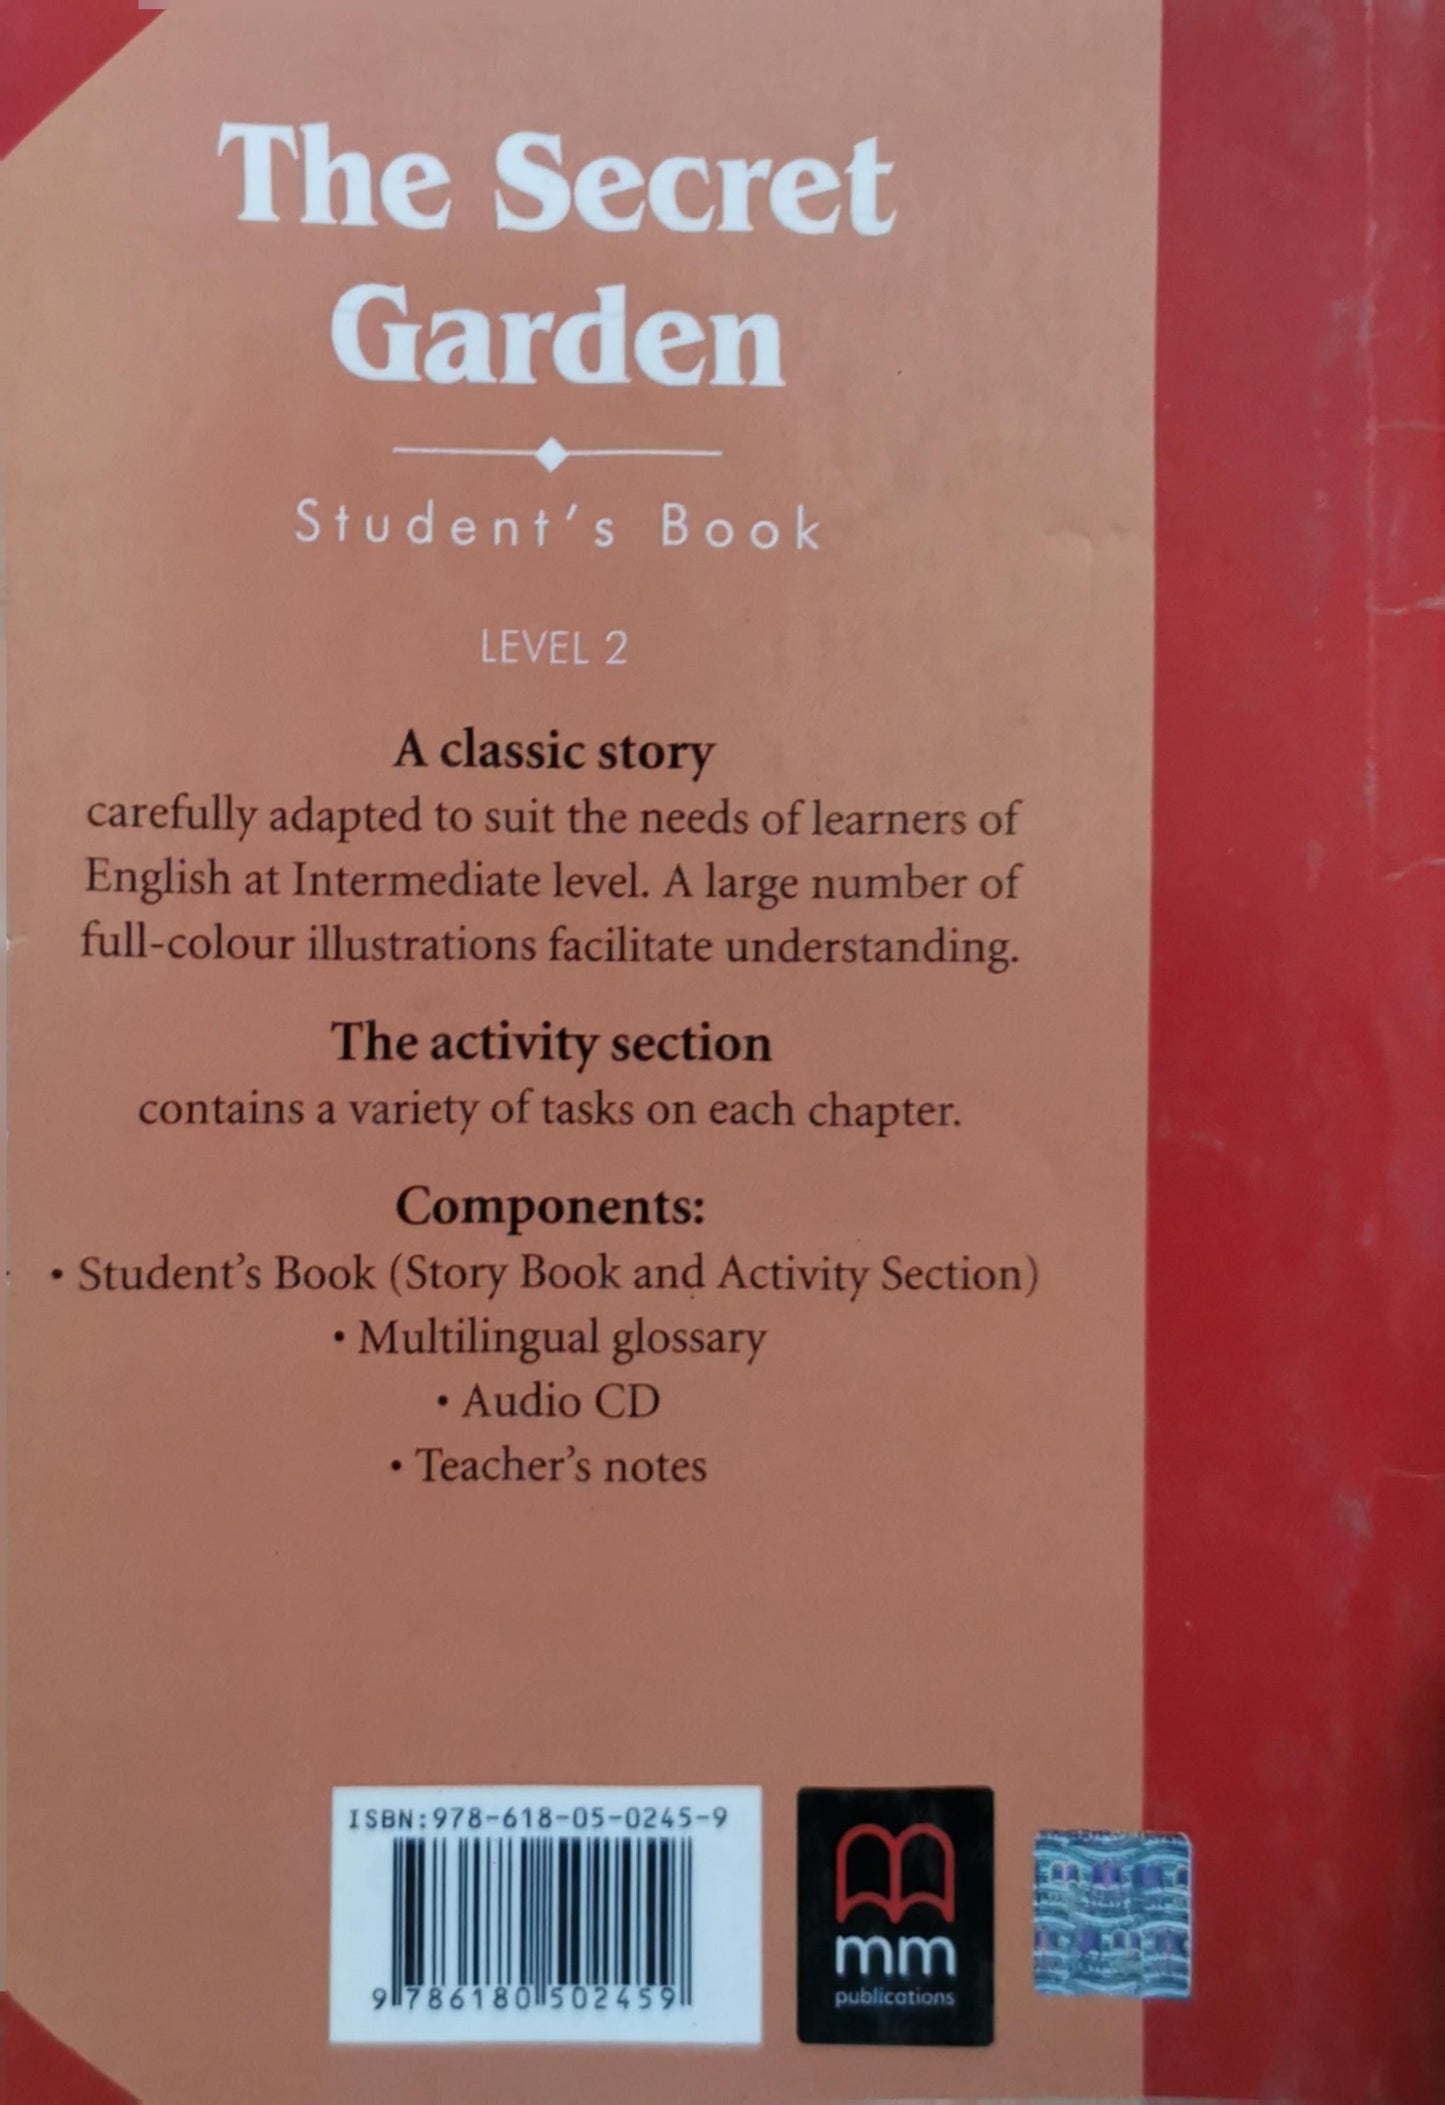 The Secret
Garden
Student's Book
LEVEL 2
A classic story
carefully adapted to suit the needs of learners of
English at Intermediate level. A large number of
full-colour illustrations facilitate understanding.
The activity section
contains a variety of tasks on each chapter.
Components:
• Student's Book (Story Book and Activity Section)
• Multilingual glossary
• Audio CD
• Teacher's notes
ISBN:978-618-05-0245-9
9 786180 502459
mm
publications